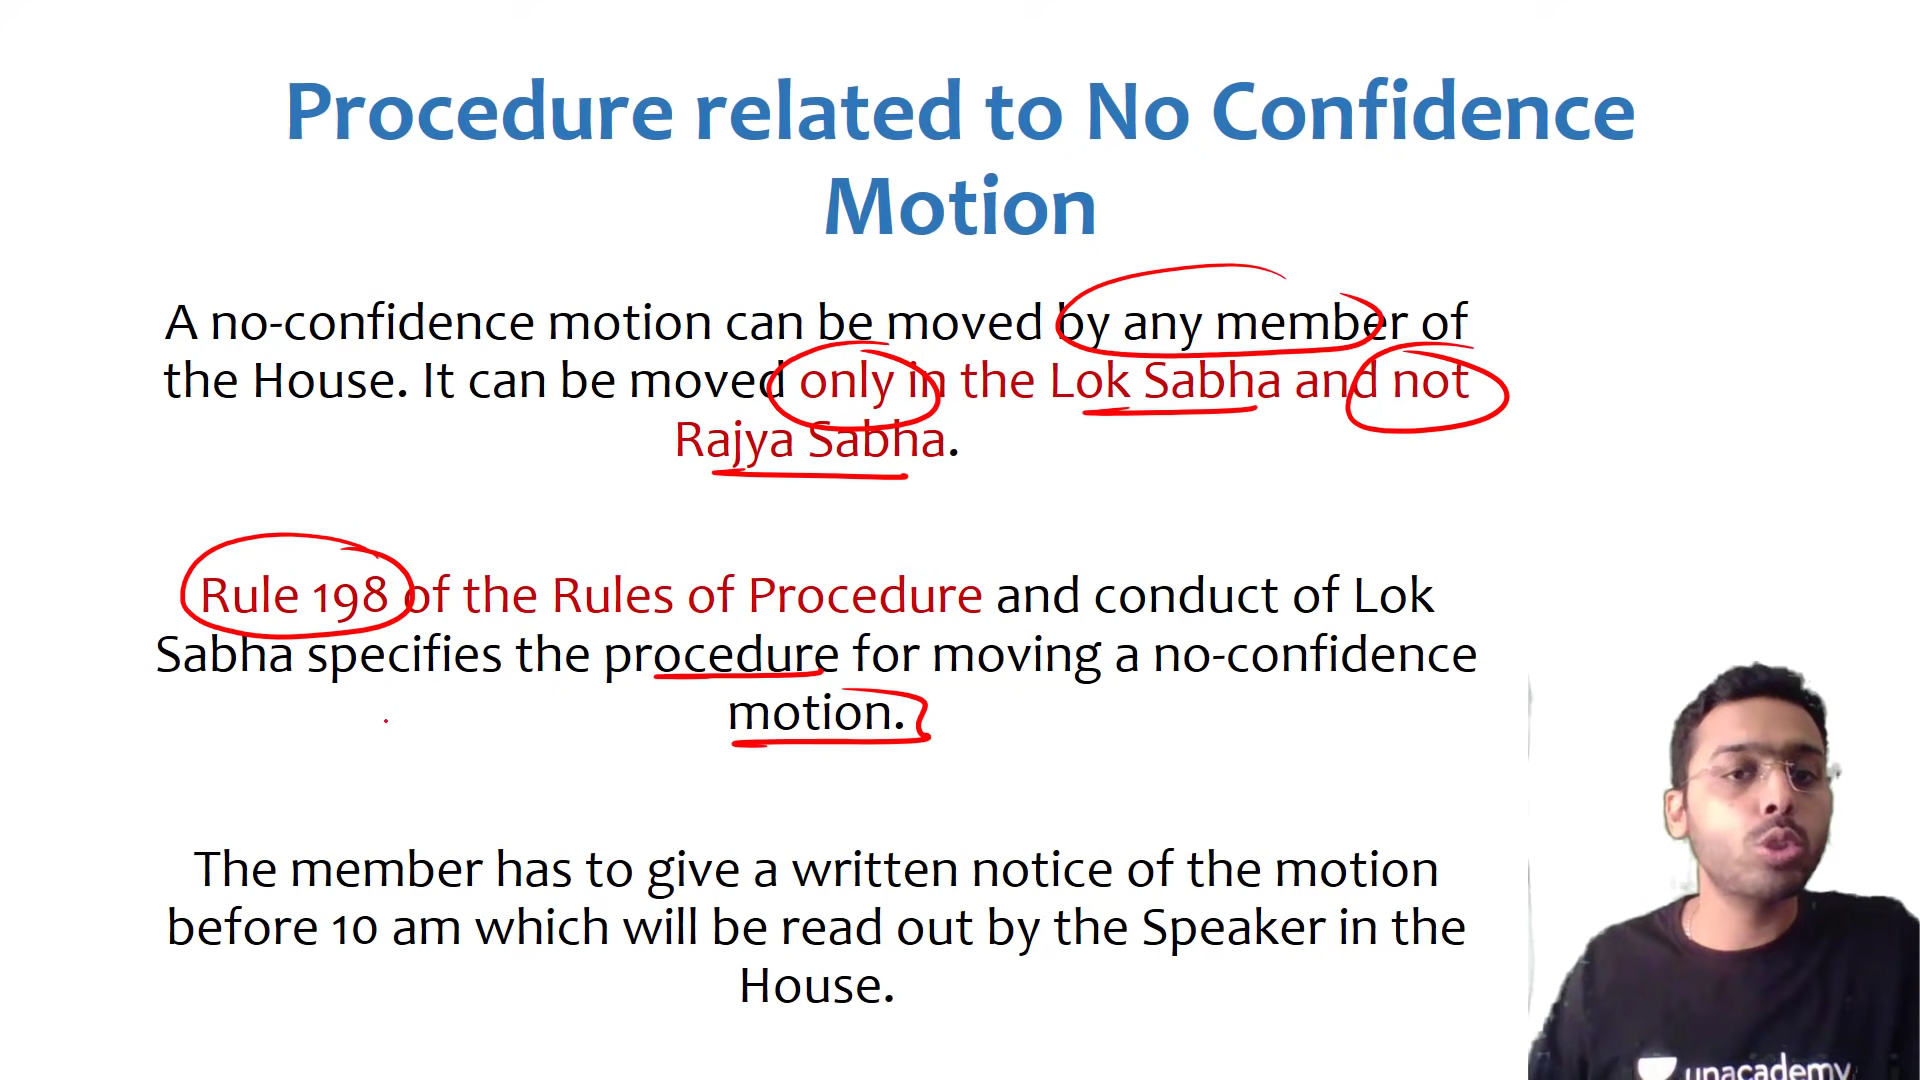 Procedure related to No Confidence
Motion
A no-confidence motion can be moved by any member of
the House. It can be moved only in the Lok Sabha and not
Rajya Sabha.
Rule 198 of the Rules of Procedure and conduct of Lok
Sabha specifies the procedure for moving a no-confidence
motion.
The member has to give a written notice of the motion
before 10 am which will be read out by the Speaker in the
House.
unacademy